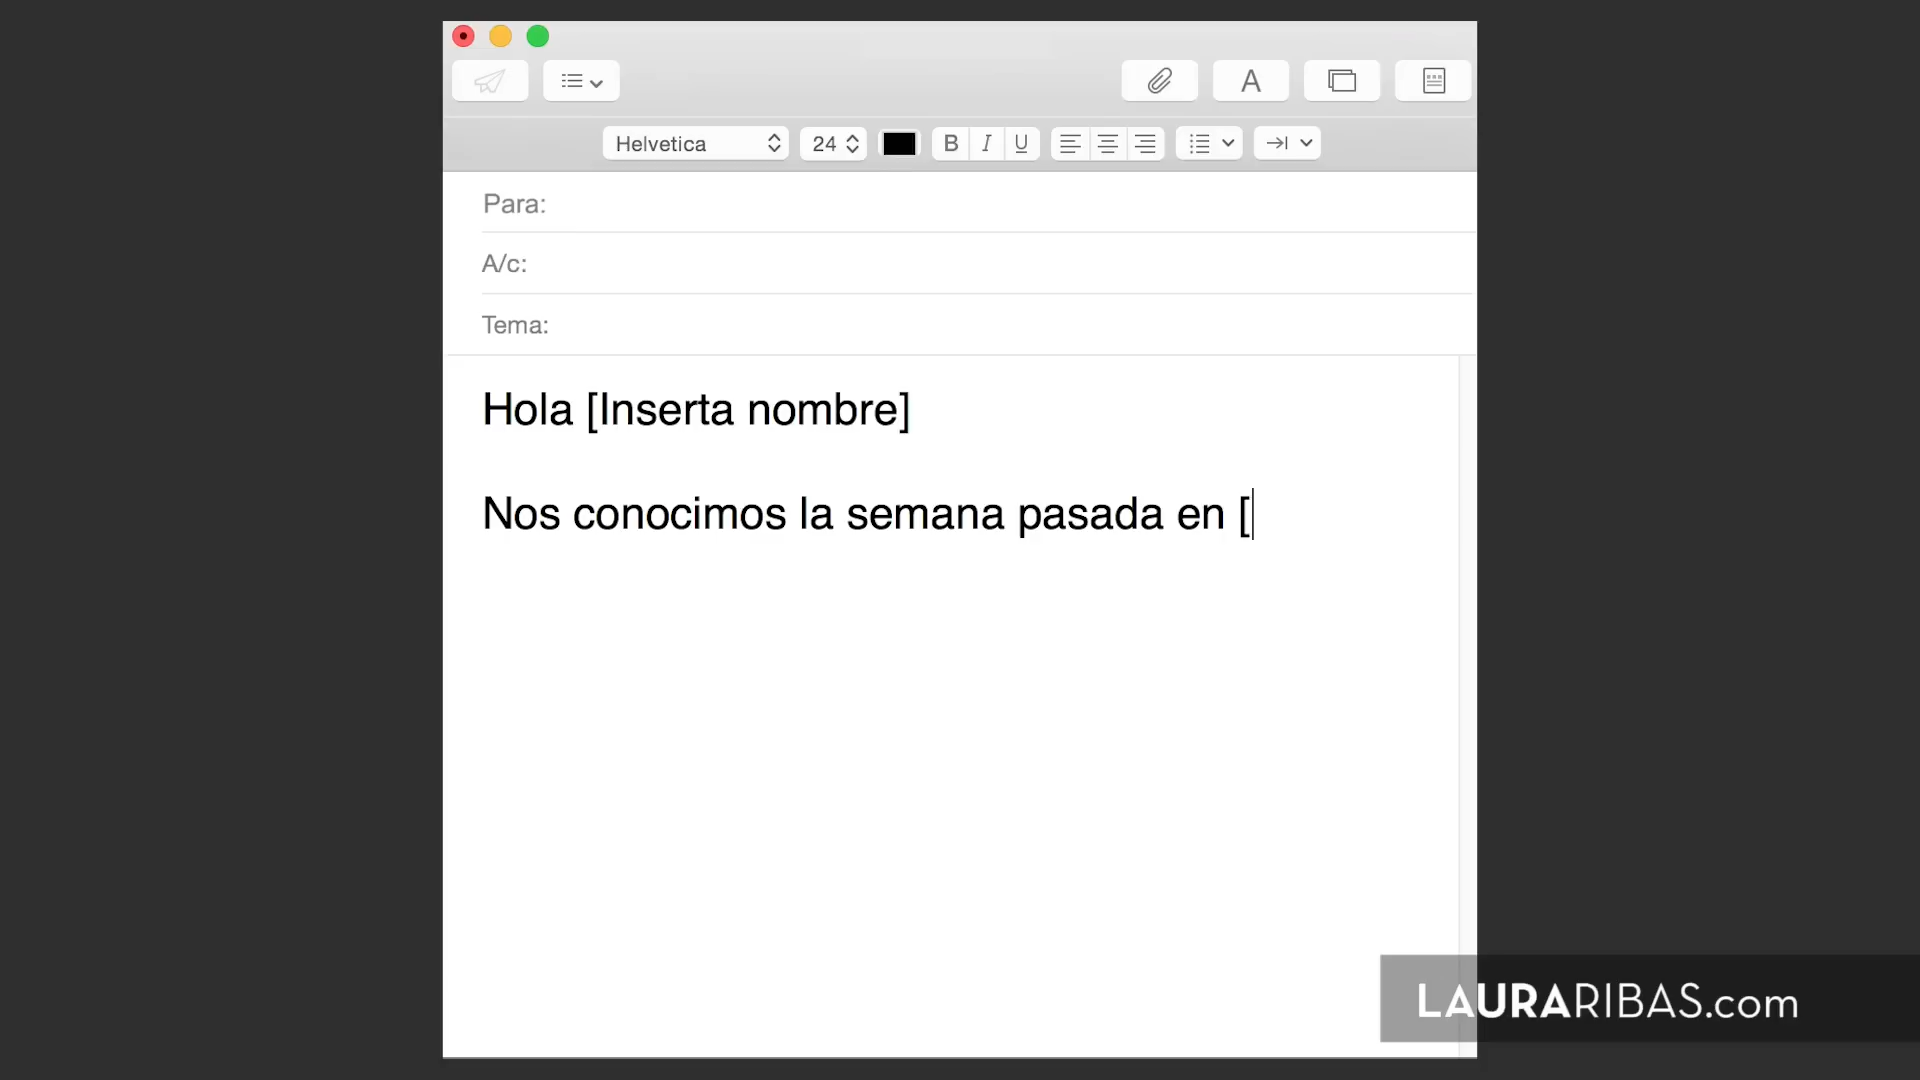 Helvetica 24 B I U
A
Para:
A/c:
Tema:
Hola [Inserta nombre]
Nos conocimos la semana pasada en [
LAURARIBAS.com